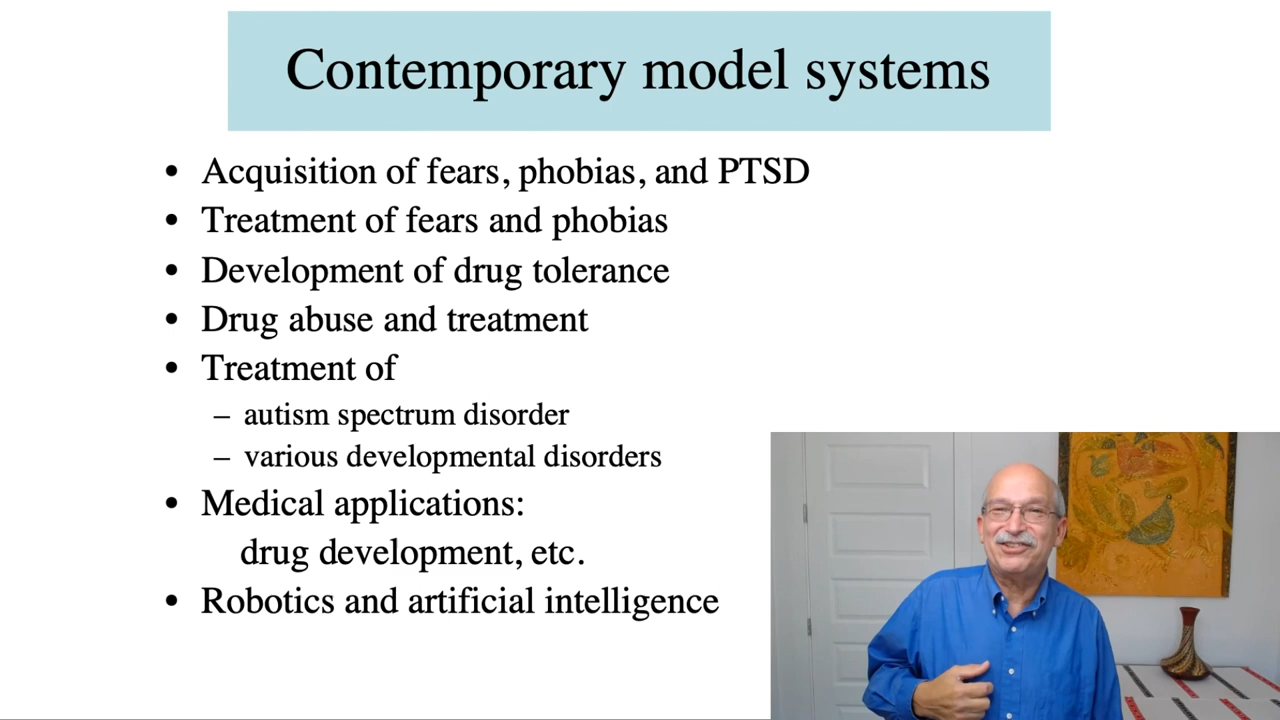 Contemporary model systems
• Acquisition of fears, phobias, and PTSD
• Treatment of fears and phobias
• Development of drug tolerance
• Drug abuse and treatment
• Treatment of
– autism spectrum disorder
– various developmental disorders
• Medical applications:
drug development, etc.
• Robotics and artificial intelligence